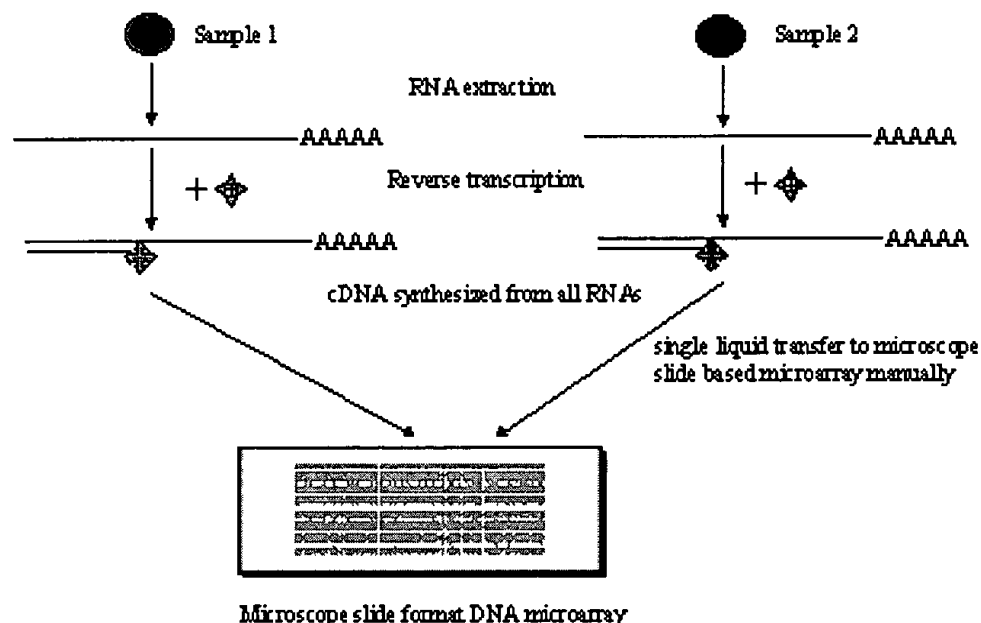 Sample 1
Sample 2
RNA extraction
AAAAA
AAAAA
+
Reverse transcription
+
AAAAA
AAAAA
cDNA synthesized from all RNAs
single liquid transfer to microscope
slide based microarray manually
Microscope slide format DNA microarray